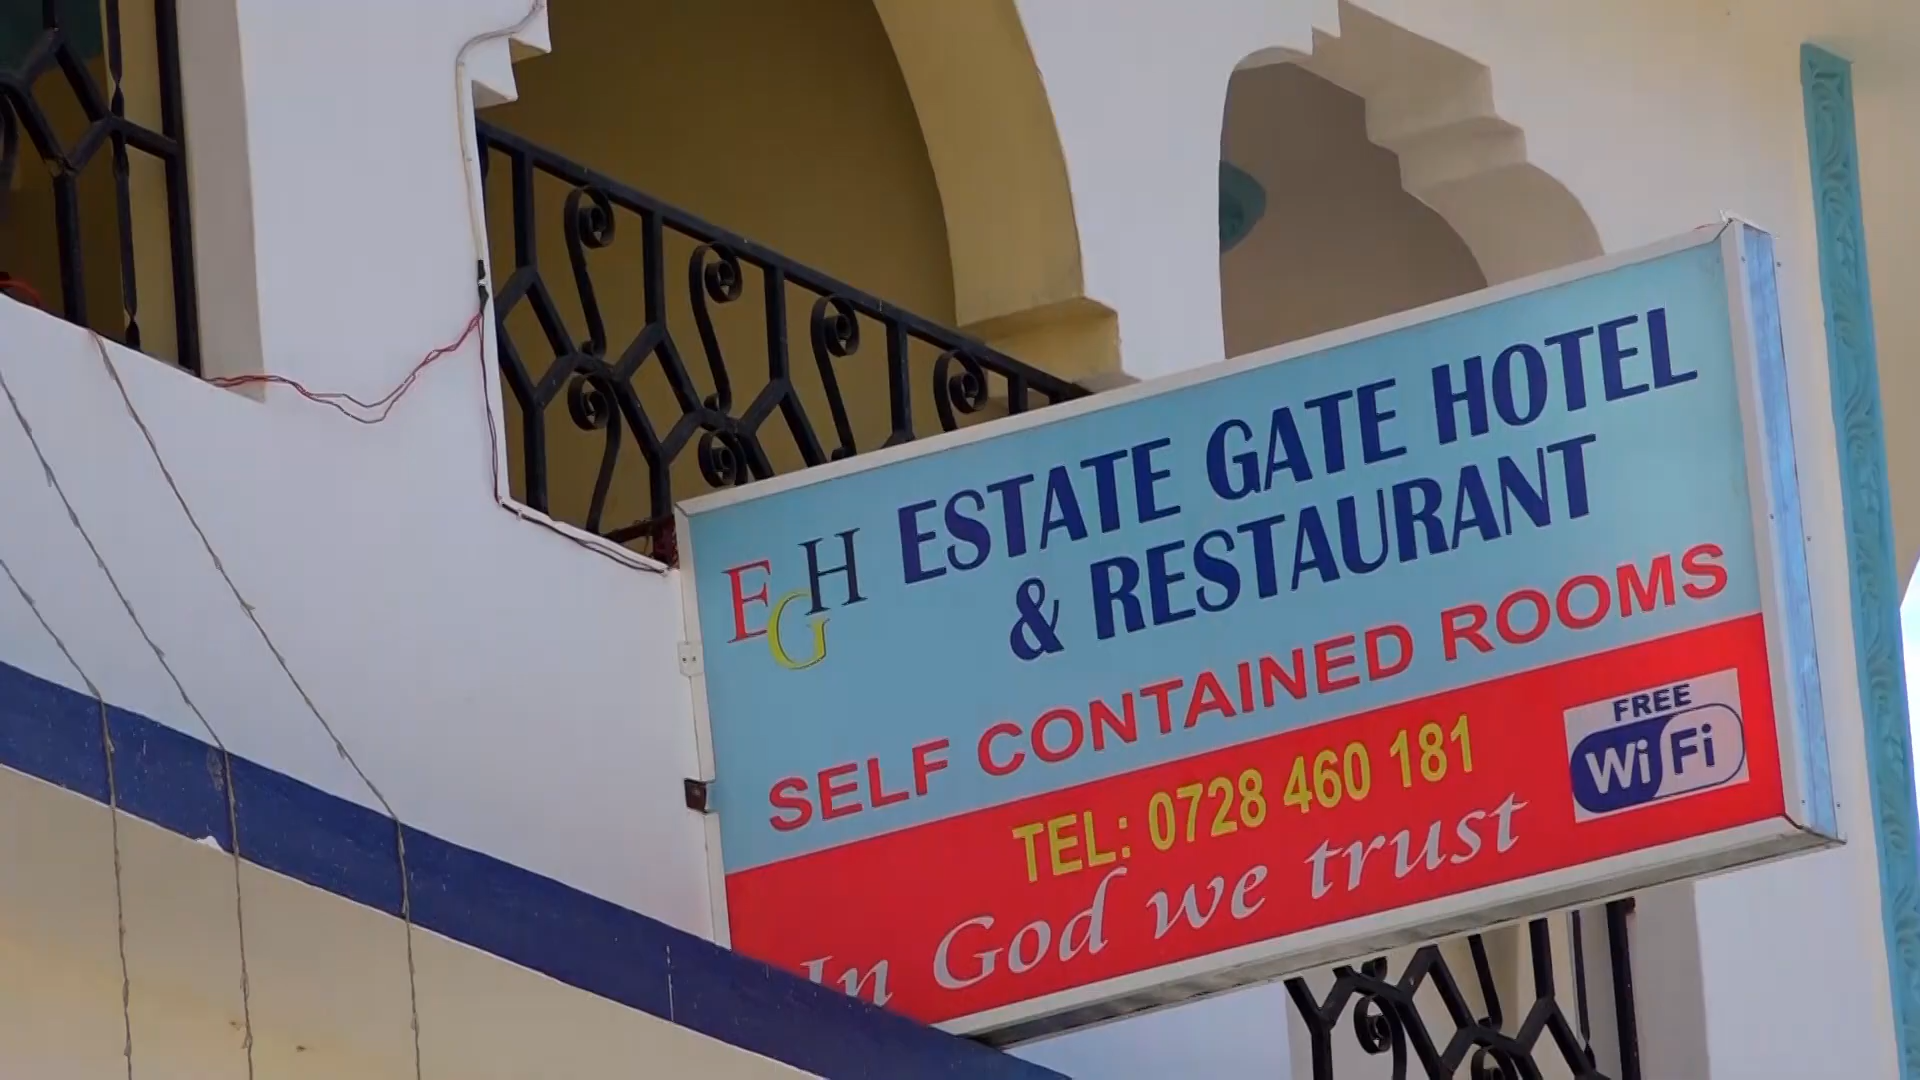 EGH
ESTATE GATE HOTEL
& RESTAURANT
SELF CONTAINED ROOMS
TEL: 0728 460 181
In God we trust
FREE
WiFi